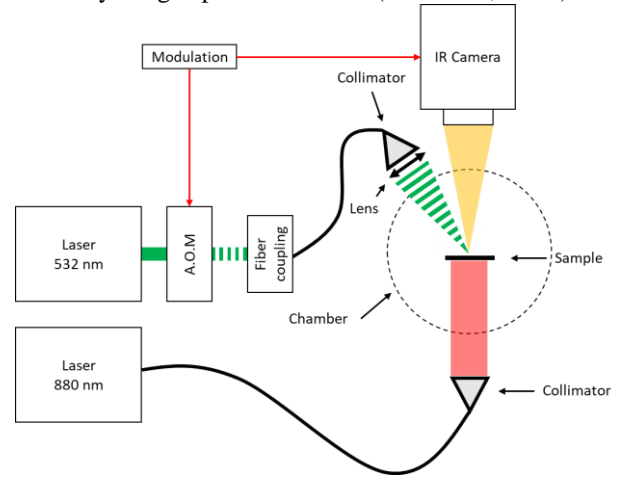 Modulation
IR Camera
Collimator
Lens
Laser
532 nm
A.O.M
Fiber
coupling
Sample
Chamber
Laser
880 nm
Collimator